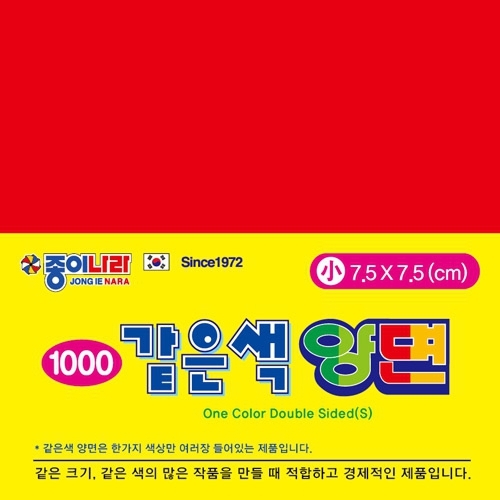 종이나라 Since1972
JONG IE NARA
小 7.5 X 7.5 (cm)
1000 같은색 양면
One Color Double Sided(S)
* 같은색 양면은 한가지 색상만 여러장 들어있는 제품입니다.
같은 크기, 같은 색의 많은 작품을 만들 때 적합하고 경제적인 제품입니다.